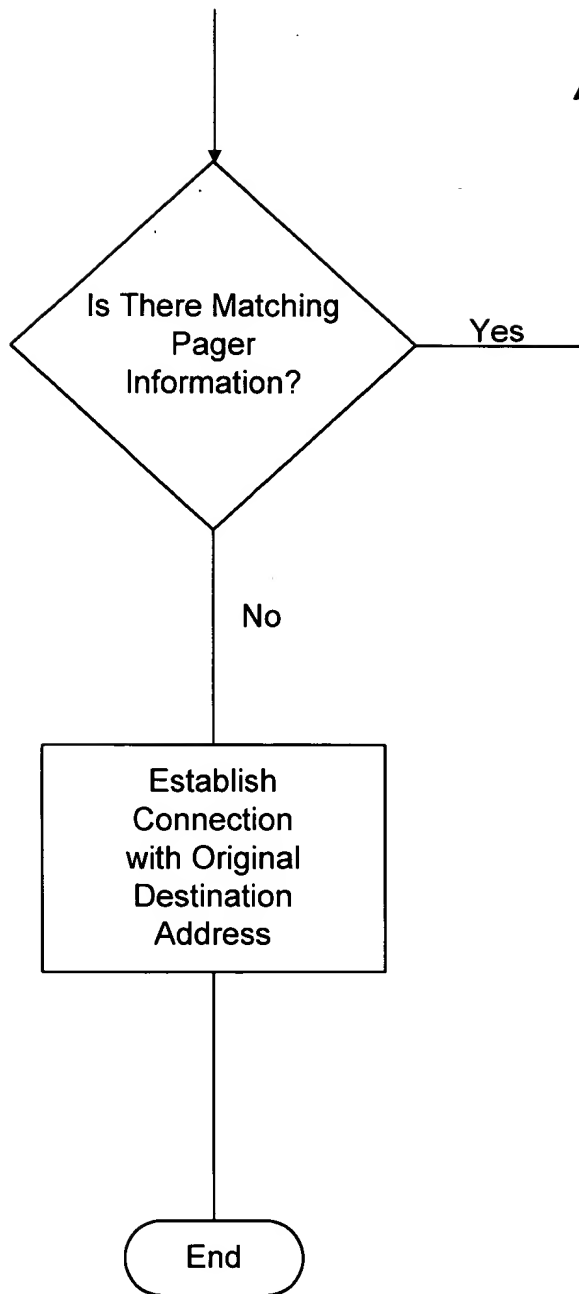 Is There Matching
Pager
Information?
Yes
No
Establish
Connection
with Original
Destination
Address
End